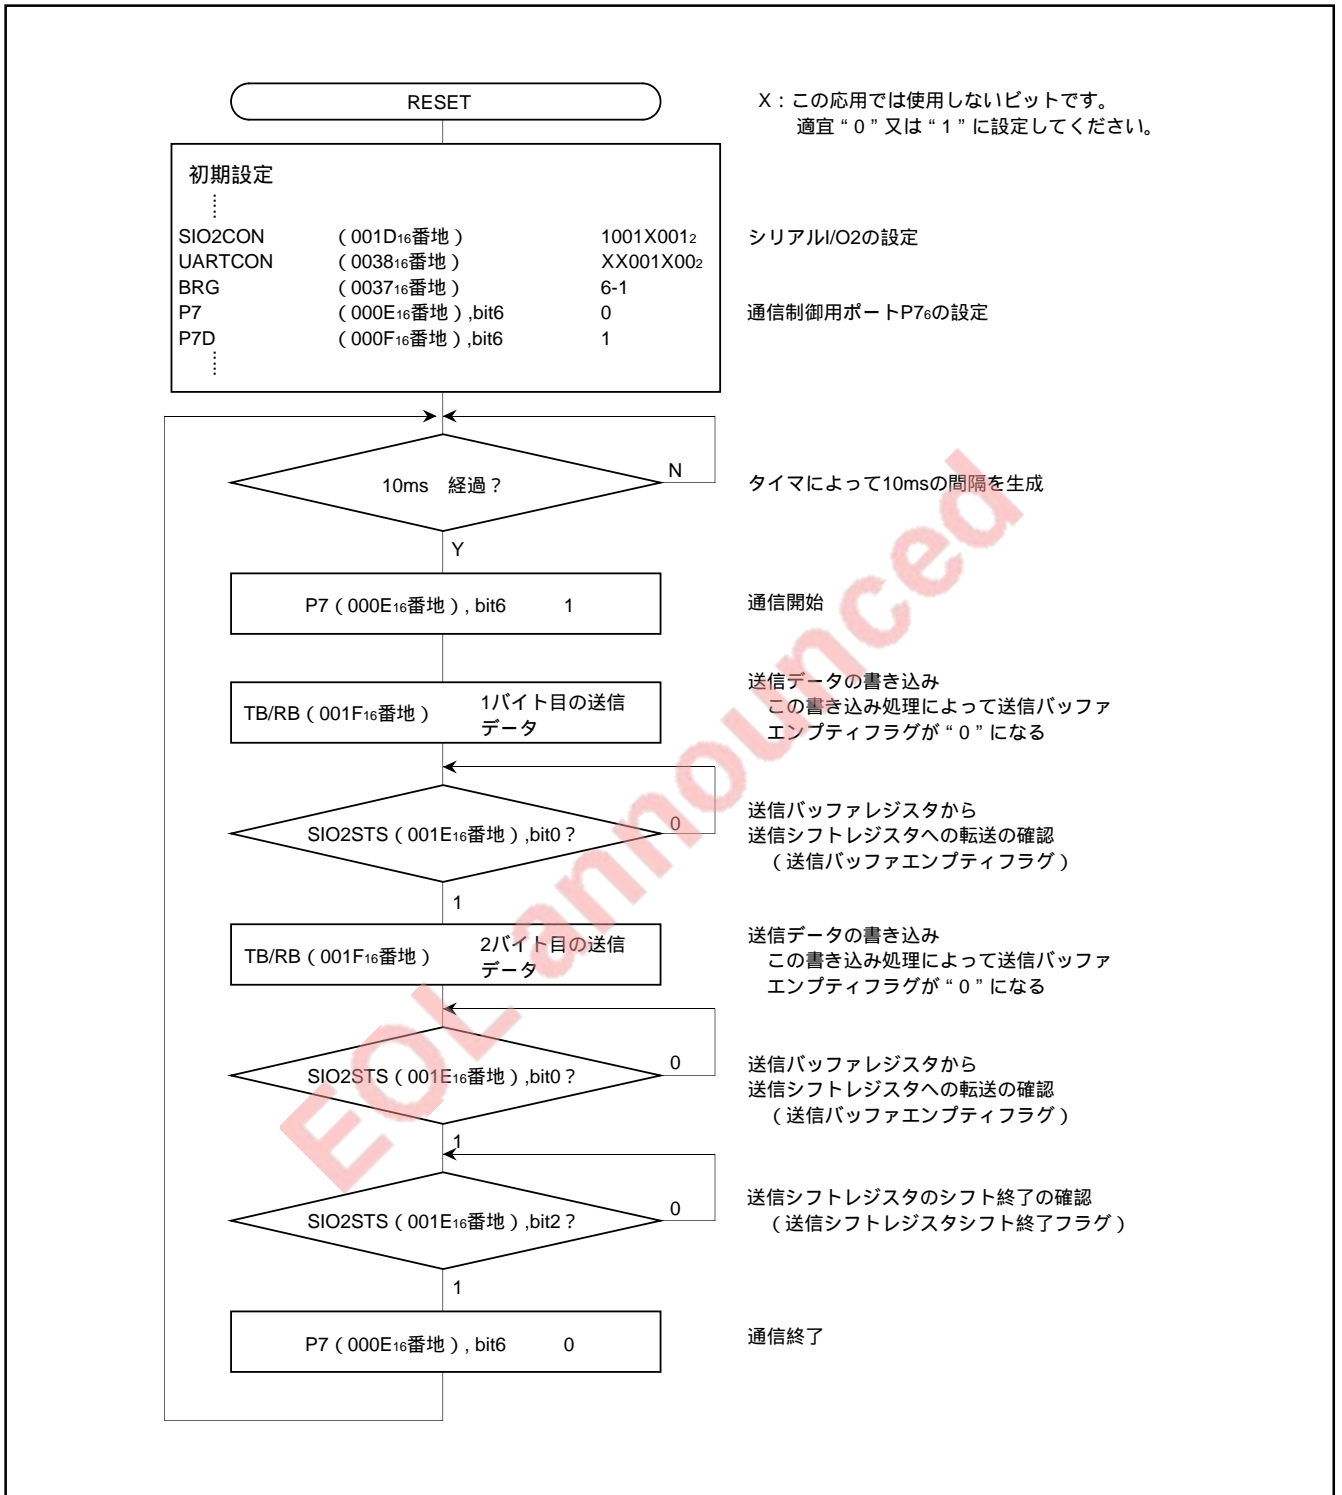 RESET
X：この応用では使用しないビットです。
適宜“0”又は“1”に設定してください。
初期設定
SIO2CON （001D16番地） 1001X0012 シリアルI/O2の設定
UARTCON （003816番地） XX001X002
BRG （003716番地） 6-1
P7 （000E16番地）,bit6 0 通信制御用ポートP76の設定
P7D （000F16番地）,bit6 1
10ms 経過？ N タイマによって10msの間隔を生成
Y
P7（000E16番地）, bit6 1 通信開始
TB/RB（001F16番地） 1バイト目の送信
データ
送信データの書き込み
この書き込み処理によって送信バッファ
エンプティフラグが“0”になる
SIO2STS（001E16番地）,bit0？ 0
送信バッファレジスタから
送信シフトレジスタへの転送の確認
（送信バッファエンプティフラグ）
1
TB/RB（001F16番地） 2バイト目の送信
データ
送信データの書き込み
この書き込み処理によって送信バッファ
エンプティフラグが“0”になる
SIO2STS（001E16番地）,bit0？ 0
送信バッファレジスタから
送信シフトレジスタへの転送の確認
（送信バッファエンプティフラグ）
1
SIO2STS（001E16番地）,bit2？ 0
送信シフトレジスタのシフト終了の確認
（送信シフトレジスタシフト終了フラグ）
1
P7（000E16番地）, bit6 0 通信終了
EOL announced